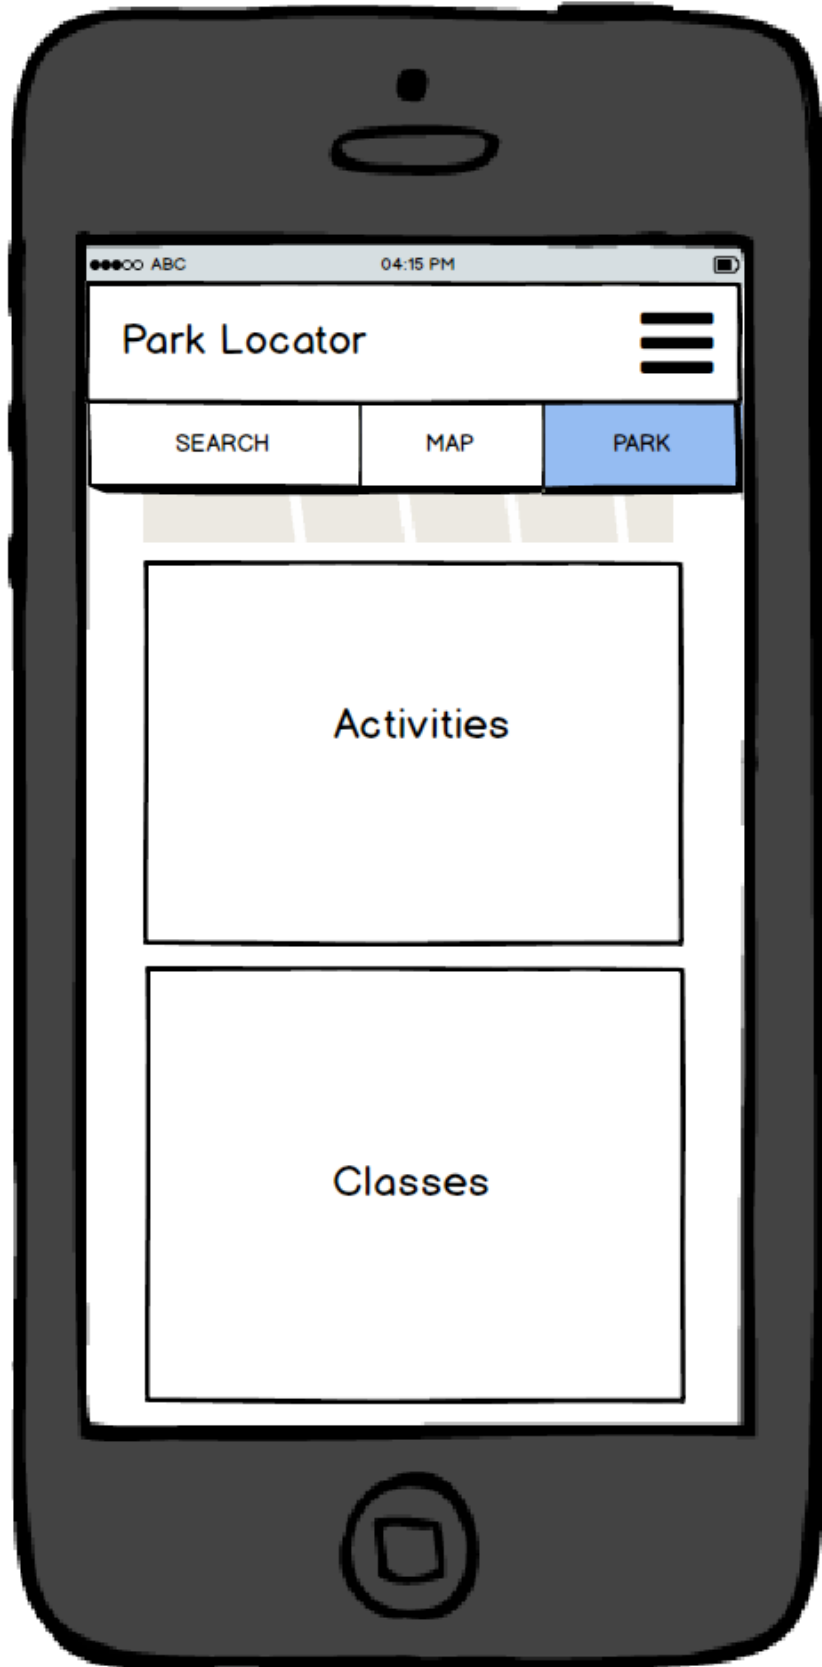 ABC 04:15 PM
Park Locator
SEARCH MAP PARK
Activities
Classes